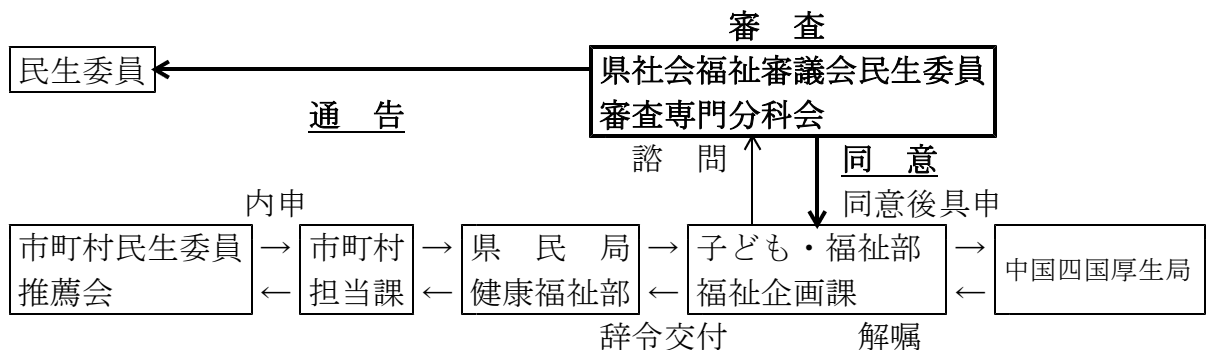 審　査
民生委員
県社会福祉審議会民生委員
審査専門分科会
通　告
諮　問
同　意
内申
同意後具申
市町村民生委員
推薦会
→
←
市町村
担当課
→
←
県　民　局
健康福祉部
→
←
子ども・福祉部
福祉企画課
→
←
中国四国厚生局
辞令交付
解嘱